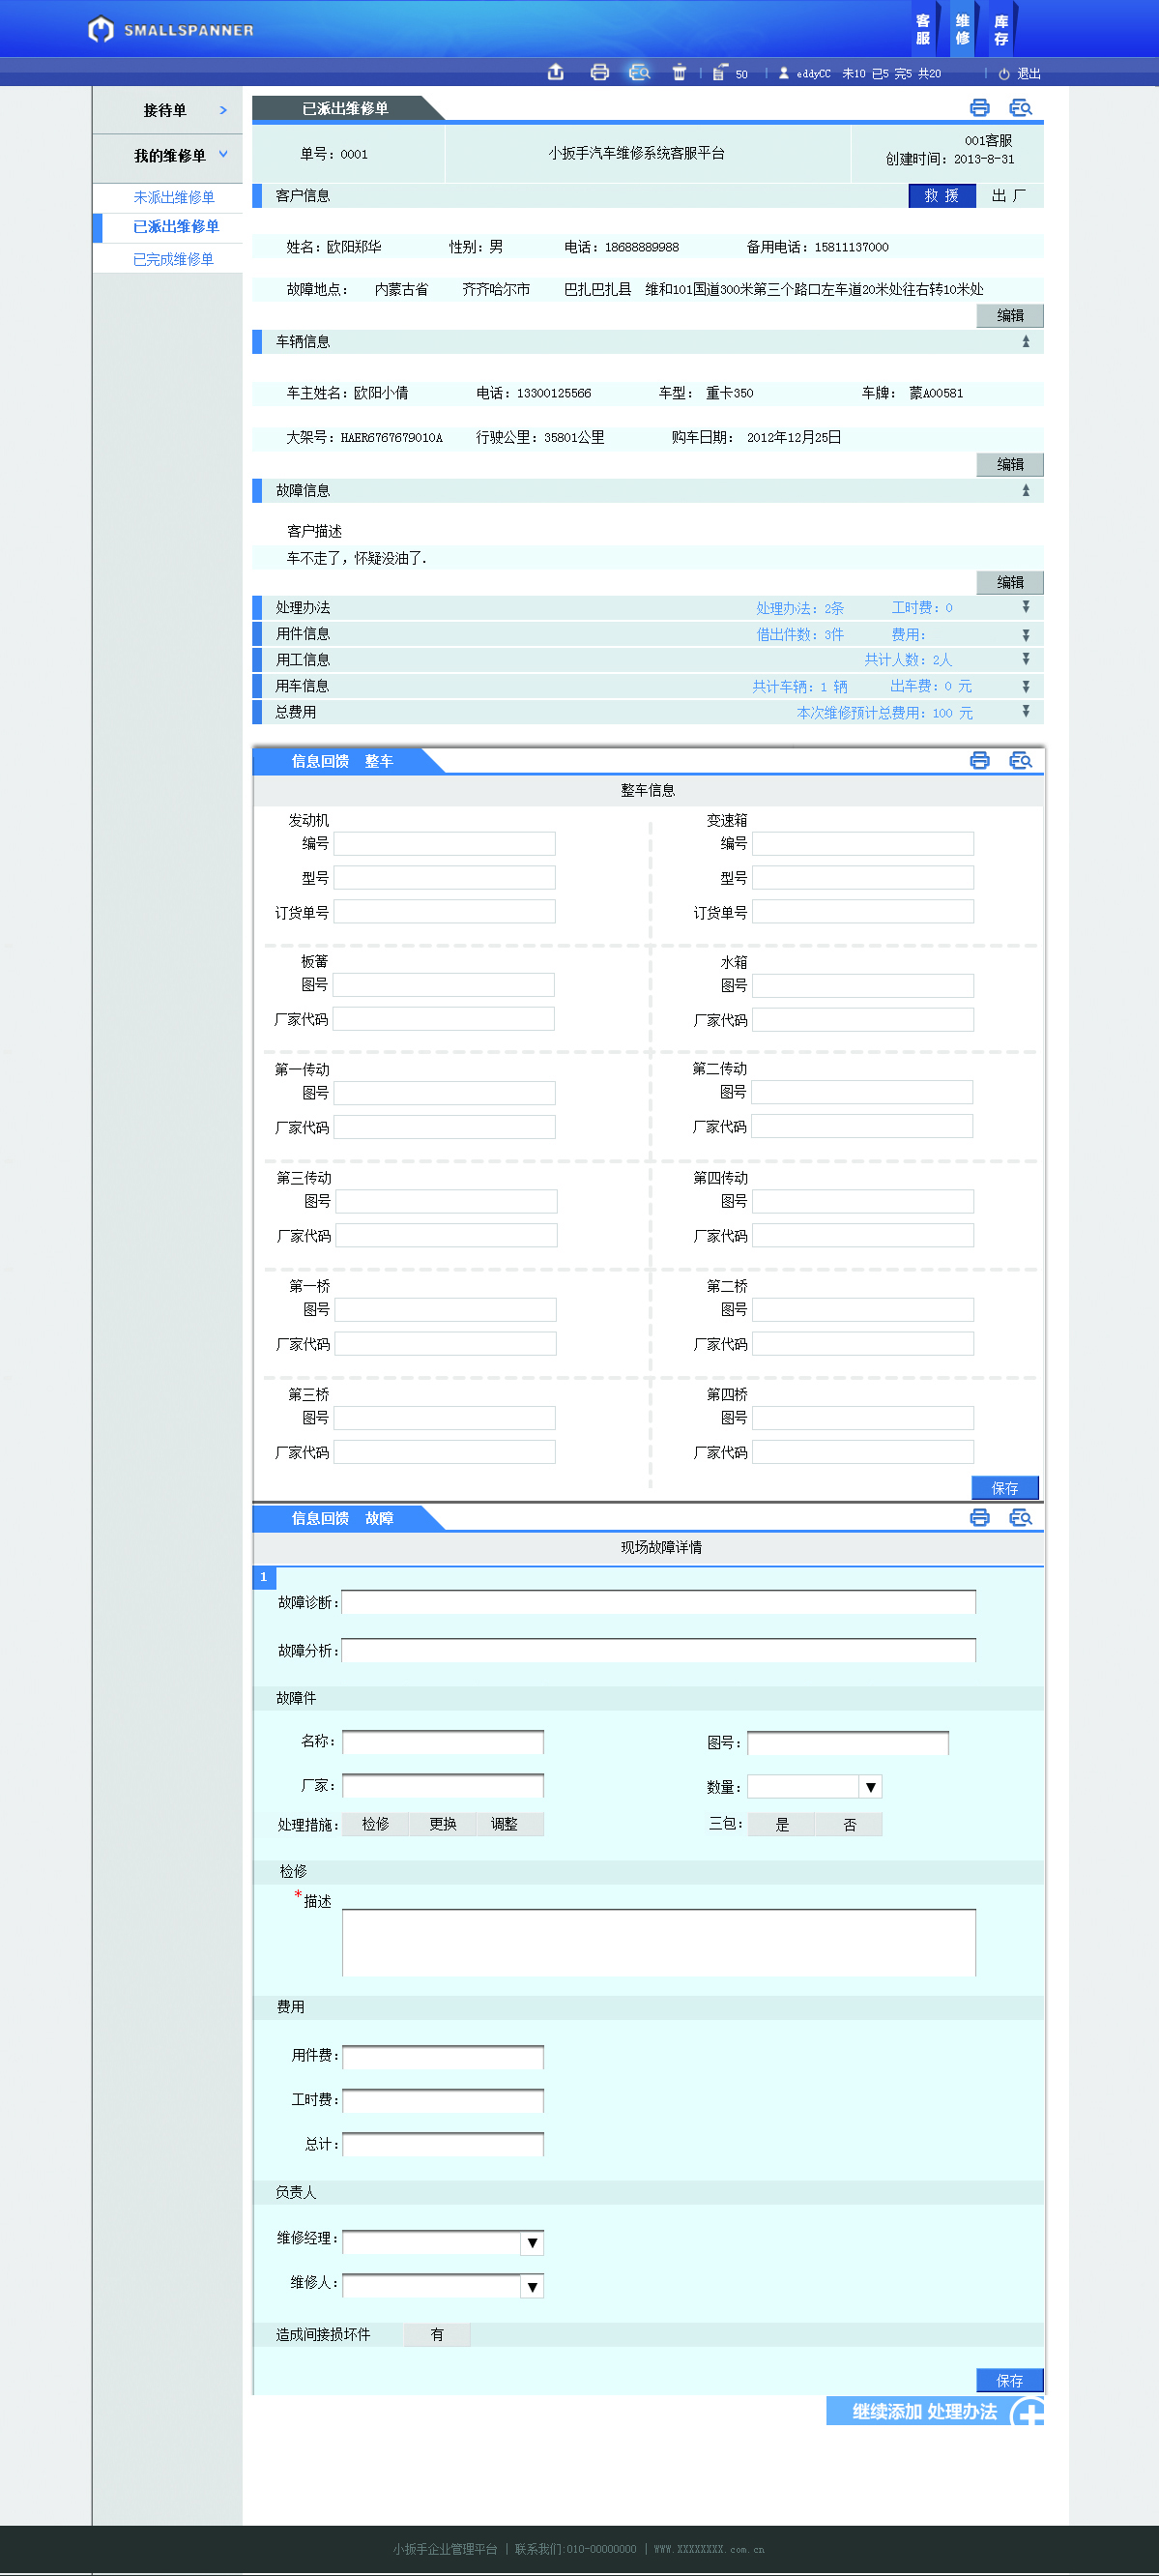 SMALLSPANNER
客服 维修 库存
50 eddyCC 未10 已5 完5 共20 退出
接待单
我的维修单
未派出维修单
已派出维修单
已完成维修单
已派出维修单
单号：0001 小扳手汽车维修系统客服平台 001客服
创建时间：2013-8-31
客户信息 救 援 出 厂
姓名：欧阳郑华 性别：男 电话：18688889988 备用电话：15811137000
故障地点： 内蒙古省 齐齐哈尔市 巴扎巴扎县 维和101国道300米第三个路口左车道20米处往右转10米处
编辑
车辆信息
车主姓名：欧阳小倩 电话：13300125566 车型： 重卡350 车牌： 蒙A00581
大架号：HAER6767679010A 行驶公里：35801公里 购车日期： 2012年12月25日
编辑
故障信息
客户描述
车不走了，怀疑没油了.
编辑
处理办法 处理办法：2条 工时费：0
用件信息 借出件数：3件 费用：
用工信息 共计人数：2人
用车信息 共计车辆：1 辆 出车费：0 元
总费用 本次维修预计总费用：100 元
信息回馈 整车
整车信息
发动机 变速箱
编号 编号
型号 型号
订货单号 订货单号
板簧 水箱
图号 图号
厂家代码 厂家代码
第一传动 第二传动
图号 图号
厂家代码 厂家代码
第三传动 第四传动
图号 图号
厂家代码 厂家代码
第一桥 第二桥
图号 图号
厂家代码 厂家代码
第三桥 第四桥
图号 图号
厂家代码 厂家代码
保存
信息回馈 故障
现场故障详情
1
故障诊断：
故障分析：
故障件
名称： 图号：
厂家： 数量：
处理措施： 检修 更换 调整 三包： 是 否
检修
*描述
费用
用件费：
工时费：
总计：
负责人
维修经理：
维修人：
造成间接损坏件 有
保存
继续添加 处理办法
小扳手企业管理平台 | 联系我们:010-00000000 | WWW.XXXXXXXX.com.cn